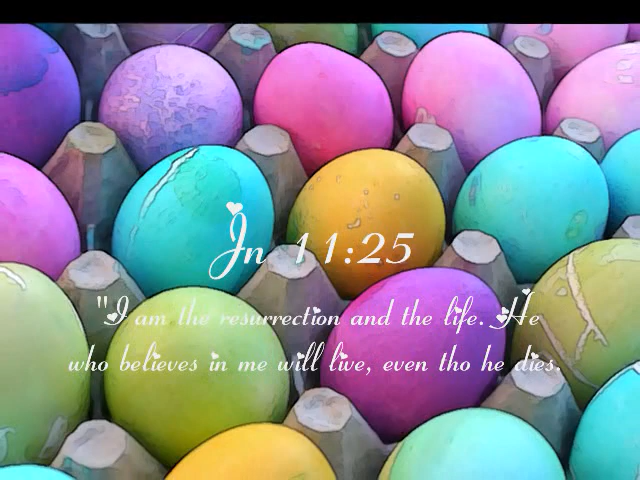 Jn 11:25
"I am the resurrection and the life. He
who believes in me will live, even tho he dies.